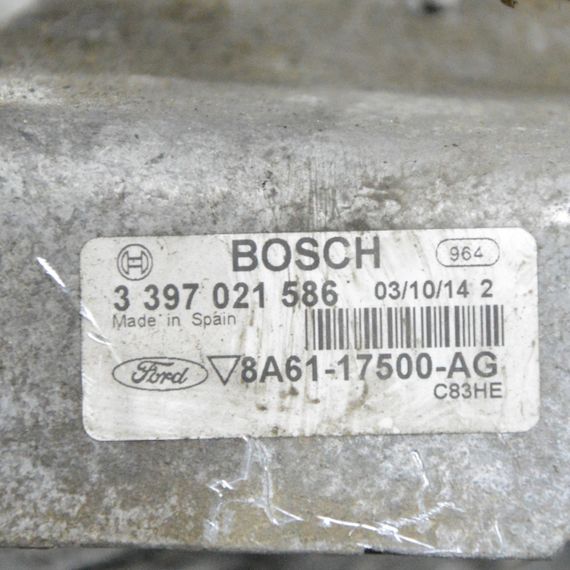 BOSCH 964
3 397 021 586 03/10/14 2
Made in Spain
Ford 8A61-17500-AG
C83HE